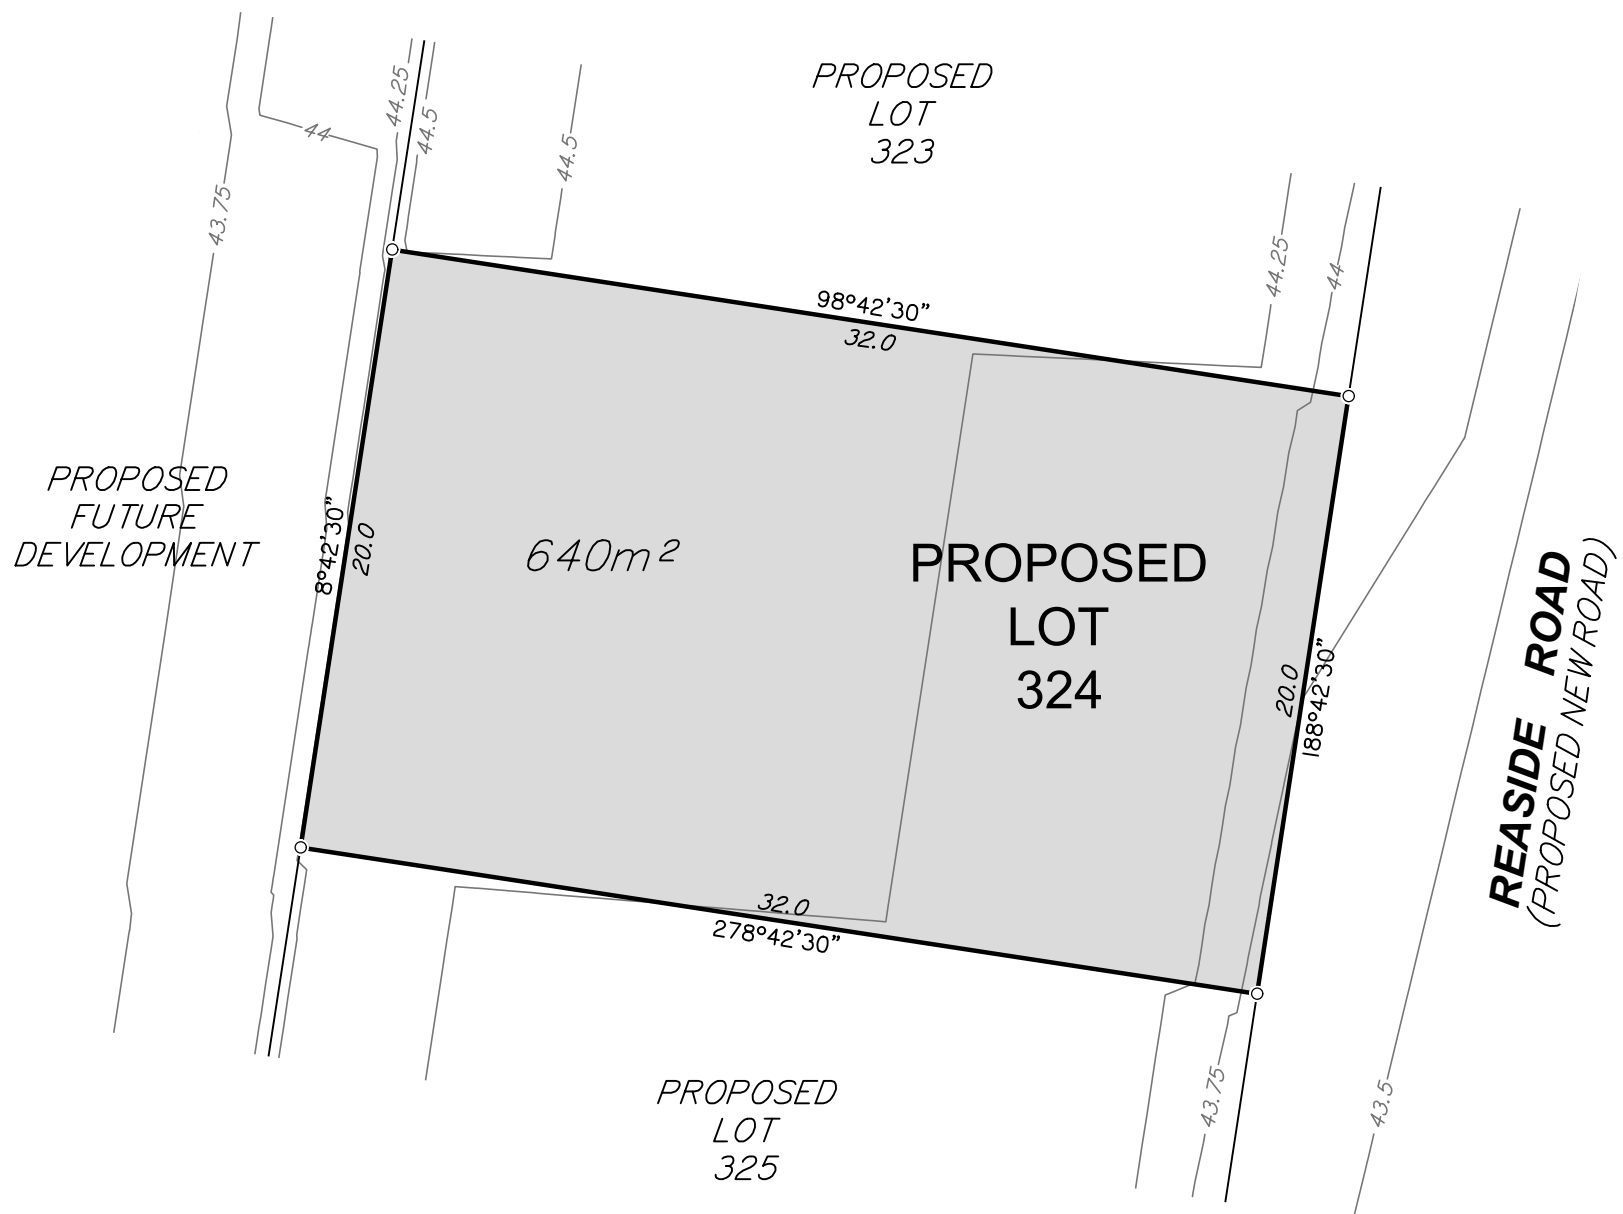 PROPOSED
LOT
323
44.25
44.5
44.5
44
43.75
44.25
44
98°42'30"
32.0
PROPOSED
FUTURE
DEVELOPMENT
8°42'30"
20.0
640m²
PROPOSED
LOT
324
20.0
188°42'30"
REASIDE ROAD
(PROPOSED NEW ROAD)
32.0
278°42'30"
PROPOSED
LOT
325
43.75
43.5